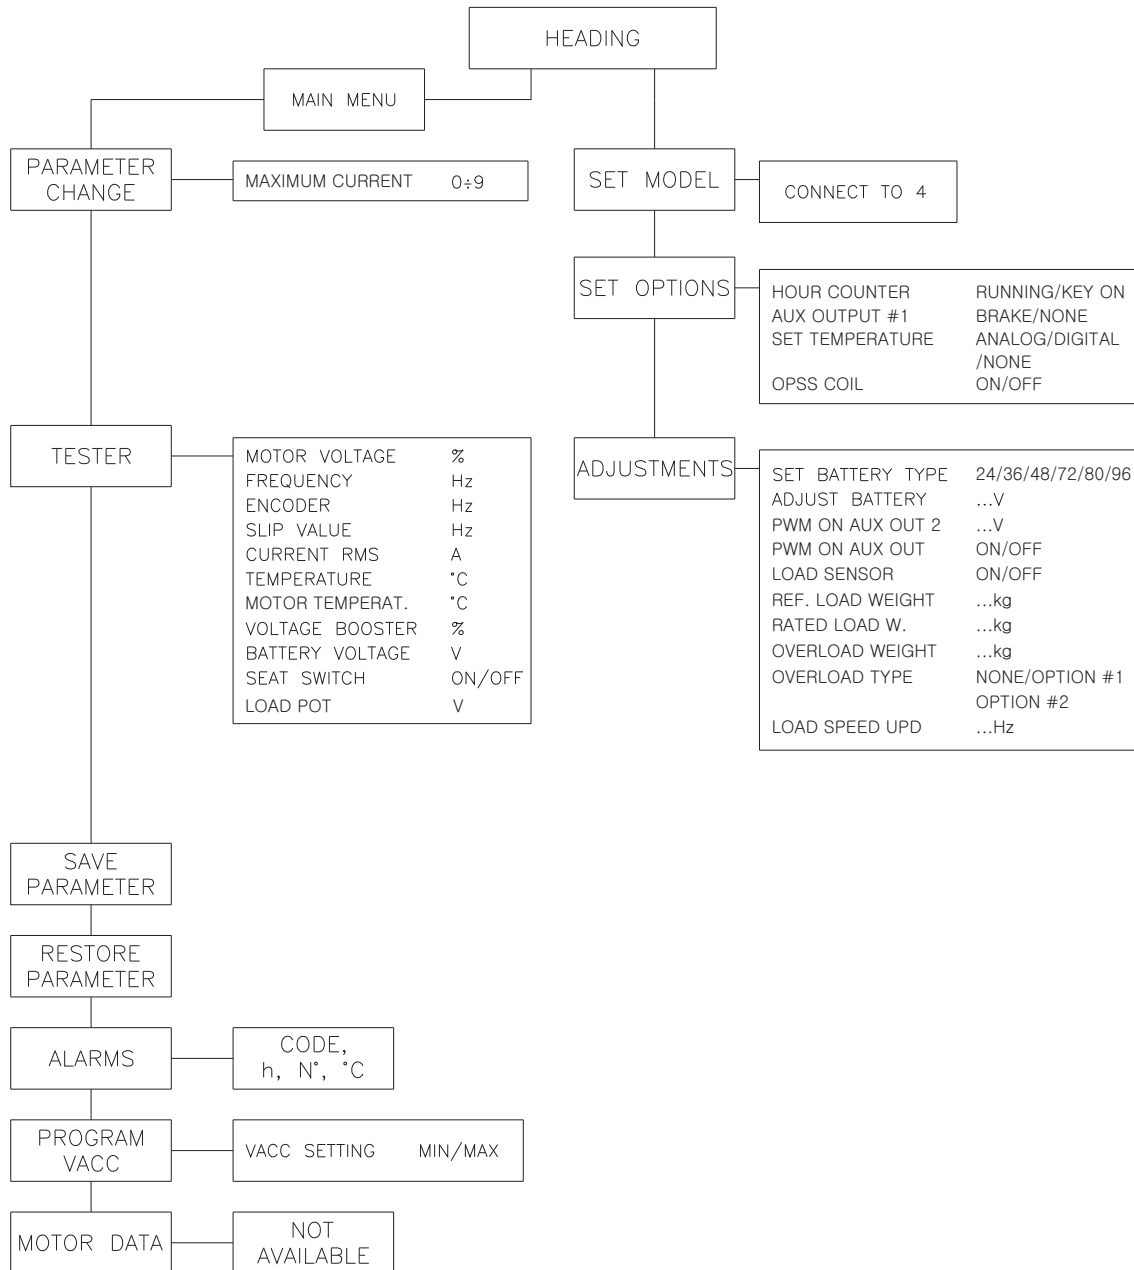 HEADING
MAIN MENU
PARAMETER
CHANGE
MAXIMUM CURRENT 0÷9
SET MODEL
CONNECT TO 4
SET OPTIONS
HOUR COUNTER RUNNING/KEY ON
AUX OUTPUT #1 BRAKE/NONE
SET TEMPERATURE ANALOG/DIGITAL
/NONE
OPSS COIL ON/OFF
TESTER
MOTOR VOLTAGE %
FREQUENCY Hz
ENCODER Hz
SLIP VALUE Hz
CURRENT RMS A
TEMPERATURE °C
MOTOR TEMPERAT. °C
VOLTAGE BOOSTER %
BATTERY VOLTAGE V
SEAT SWITCH ON/OFF
LOAD POT V
ADJUSTMENTS
SET BATTERY TYPE 24/36/48/72/80/96
ADJUST BATTERY ...V
PWM ON AUX OUT 2 ...V
PWM ON AUX OUT ON/OFF
LOAD SENSOR ON/OFF
REF. LOAD WEIGHT ...kg
RATED LOAD W. ...kg
OVERLOAD WEIGHT ...kg
OVERLOAD TYPE NONE/OPTION #1
OPTION #2
LOAD SPEED UPD ...Hz
SAVE
PARAMETER
RESTORE
PARAMETER
ALARMS
CODE,
h, N°, °C
PROGRAM
VACC
VACC SETTING MIN/MAX
MOTOR DATA
NOT
AVAILABLE